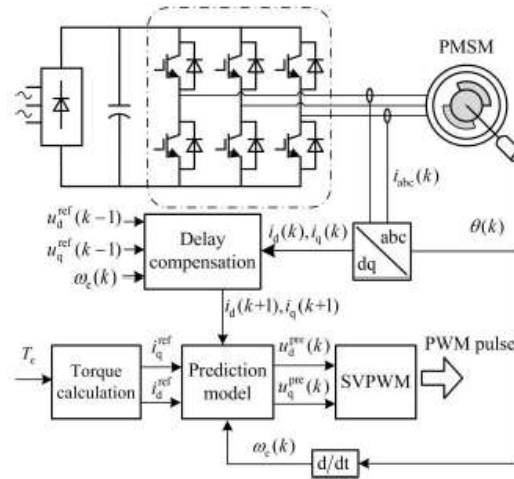 PMSM
i_abc(k)
u_d^ref(k−1)
u_q^ref(k−1)
ω_e(k)
Delay
compensation
i_d(k), i_q(k)
abc
dq
θ(k)
i_d(k+1), i_q(k+1)
T_e
Torque
calculation
i_q^ref
i_d^ref
Prediction
model
u_d^pre(k)
u_q^pre(k)
SVPWM
PWM pulse
ω_e(k)
d/dt